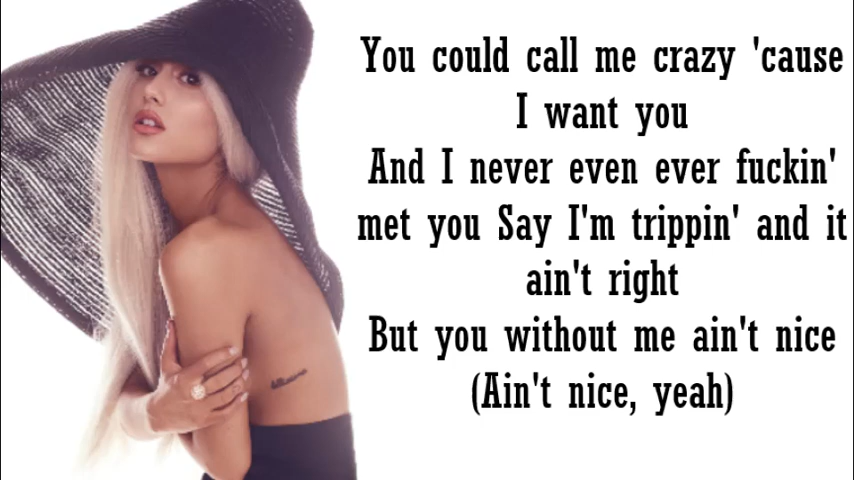 You could call me crazy 'cause
I want you
And I never even ever fuckin'
met you Say I'm trippin' and it
ain't right
But you without me ain't nice
(Ain't nice, yeah)